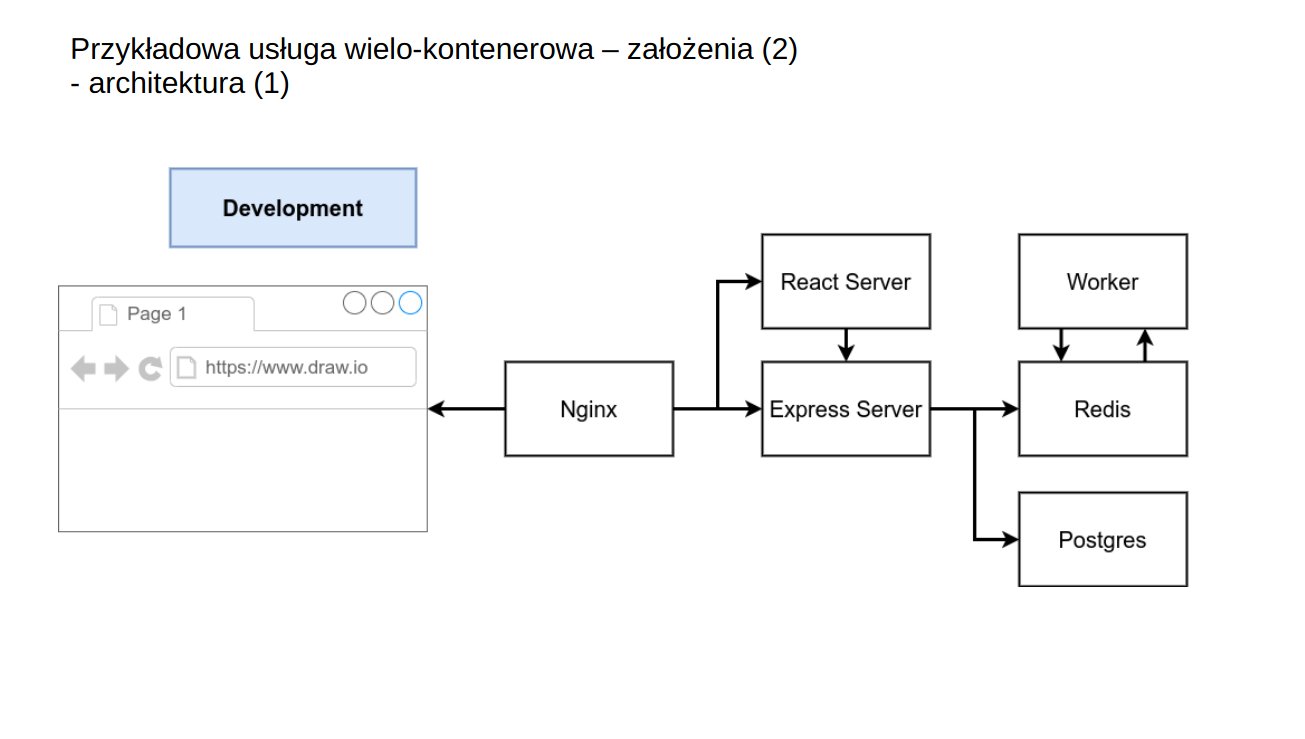 Przykładowa usługa wielo-kontenerowa – założenia (2)
- architektura (1)
Development
Page 1
https://www.draw.io
Nginx
React Server
Express Server
Worker
Redis
Postgres